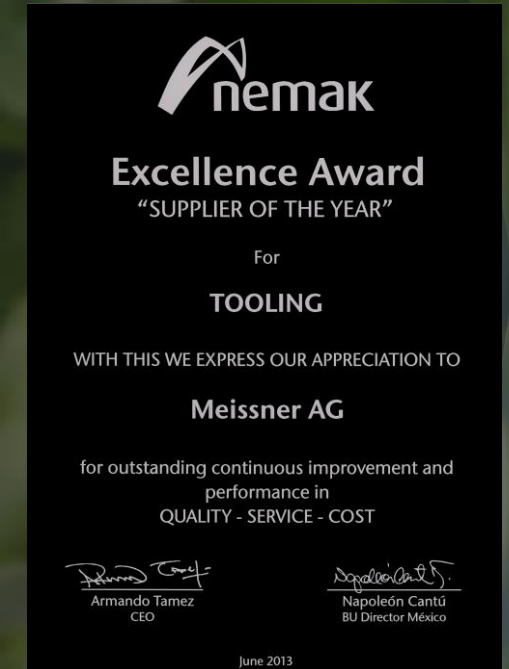 nemak
Excellence Award
“SUPPLIER OF THE YEAR”
For
TOOLING
WITH THIS WE EXPRESS OUR APPRECIATION TO
Meissner AG
for outstanding continuous improvement and
performance in
QUALITY - SERVICE - COST
Armando Tamez
CEO
Napoleón Cantú
BU Director México
June 2013